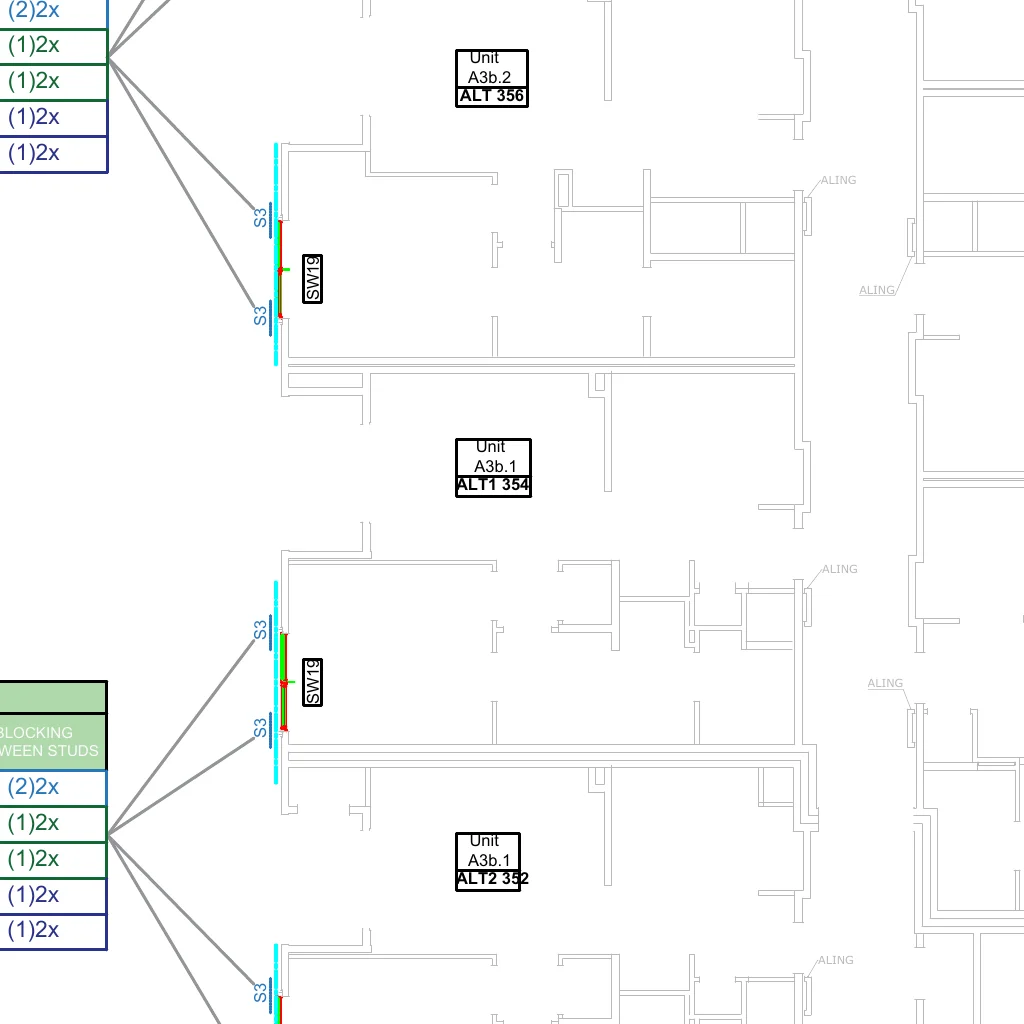 (2)2x
(1)2x
(1)2x
(1)2x
(1)2x
Unit
A3b.2
ALT 356
ALING
S3
SW19
ALING
S3
Unit
A3b.1
ALT1 354
ALING
S3
SW19
ALING
S3
BLOCKING
WEEN STUDS
(2)2x
(1)2x
(1)2x
(1)2x
(1)2x
Unit
A3b.1
ALT2 352
ALING
S3